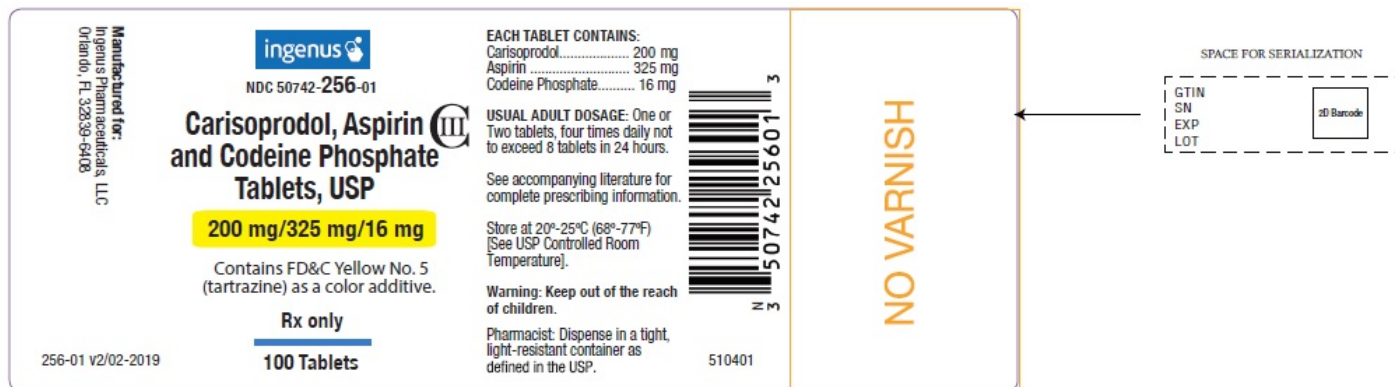 Manufactured for:
Ingenus Pharmaceuticals, LLC
Orlando, FL 32839-6408
256-01 v2/02-2019
ingenus
NDC 50742-256-01
Carisoprodol, Aspirin CIII
and Codeine Phosphate
Tablets, USP
200 mg/325 mg/16 mg
Contains FD&C Yellow No. 5
(tartrazine) as a color additive.
Rx only
100 Tablets
EACH TABLET CONTAINS:
Carisoprodol................... 200 mg
Aspirin ........................... 325 mg
Codeine Phosphate.......... 16 mg
USUAL ADULT DOSAGE: One or
Two tablets, four times daily not
to exceed 8 tablets in 24 hours.
See accompanying literature for
complete prescribing information.
Store at 20º-25ºC (68º-77ºF)
[See USP Controlled Room
Temperature].
Warning: Keep out of the reach
of children.
Pharmacist: Dispense in a tight,
light-resistant container as
defined in the USP.
N
3 50742 25601 3
510401
NO VARNISH
SPACE FOR SERIALIZATION
GTIN
SN
EXP
LOT
2D Barcode